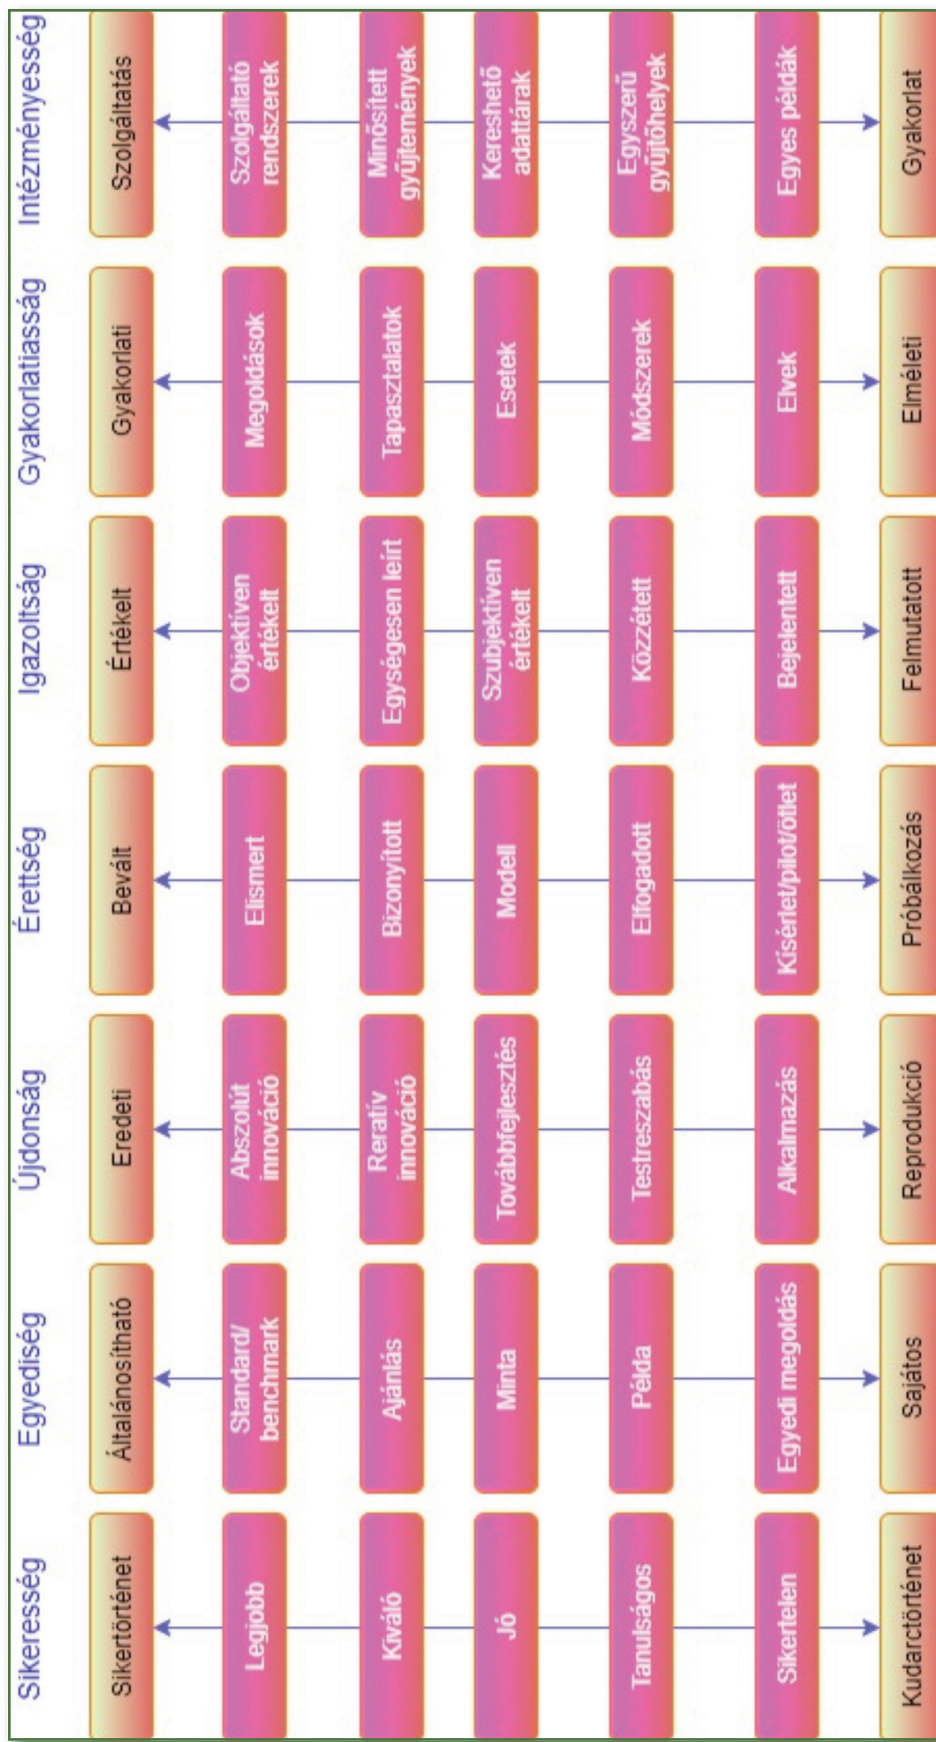 Sikeresség
Egyediség
Újdonság
Érettség
Igazoltság
Gyakorlatiasság
Intézményesség
Sikertörténet
Általánosítható
Eredeti
Bevált
Értékelt
Gyakorlati
Szolgáltatás
Legjobb
Standard/
benchmark
Abszolút
innováció
Elismert
Objektíven
értékelt
Megoldások
Szolgáltató
rendszerek
Kiváló
Ajánlás
Reratív
innováció
Bizonyított
Egységesen leírt
Tapasztalatok
Minősített
gyűjtemények
Jó
Minta
Továbbfejlesztés
Modell
Szubjektíven
értékelt
Esetek
Kereshető
adattárak
Tanulságos
Példa
Testreszabás
Elfogadott
Közzétett
Módszerek
Egyszerű
gyűjtőhelyek
Sikertelen
Egyedi megoldás
Alkalmazás
Kísérlet/pilot/ötlet
Bejelentett
Elvek
Egyes példák
Kudarctörténet
Sajátos
Reprodukció
Próbálkozás
Felmutatott
Elméleti
Gyakorlat